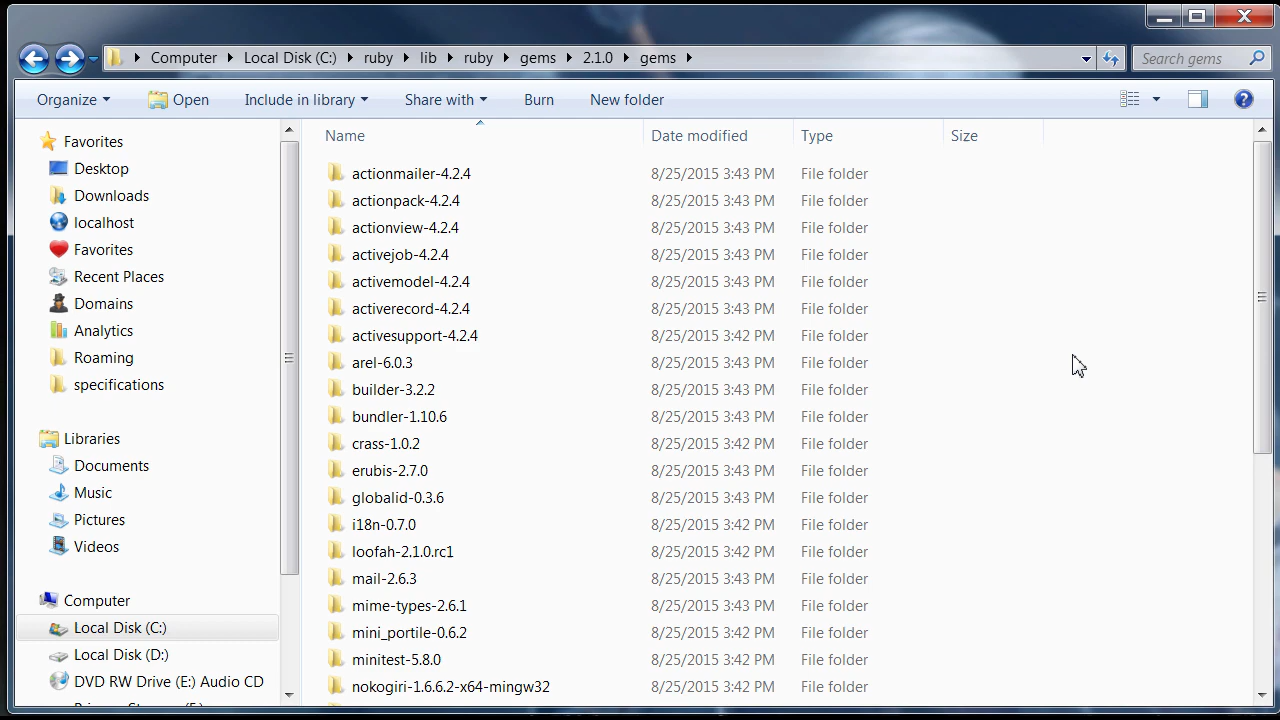 Computer Local Disk (C:) ruby lib ruby gems 2.1.0 gems Search gems
Organize Open Include in library Share with Burn New folder
Name Date modified Type Size
Favorites
Desktop
Downloads
localhost
Favorites
Recent Places
Domains
Analytics
Roaming
specifications
Libraries
Documents
Music
Pictures
Videos
Computer
Local Disk (C:)
Local Disk (D:)
DVD RW Drive (E:) Audio CD
actionmailer-4.2.4 8/25/2015 3:43 PM File folder
actionpack-4.2.4 8/25/2015 3:43 PM File folder
actionview-4.2.4 8/25/2015 3:43 PM File folder
activejob-4.2.4 8/25/2015 3:43 PM File folder
activemodel-4.2.4 8/25/2015 3:43 PM File folder
activerecord-4.2.4 8/25/2015 3:43 PM File folder
activesupport-4.2.4 8/25/2015 3:42 PM File folder
arel-6.0.3 8/25/2015 3:43 PM File folder
builder-3.2.2 8/25/2015 3:43 PM File folder
bundler-1.10.6 8/25/2015 3:43 PM File folder
crass-1.0.2 8/25/2015 3:42 PM File folder
erubis-2.7.0 8/25/2015 3:43 PM File folder
globalid-0.3.6 8/25/2015 3:43 PM File folder
i18n-0.7.0 8/25/2015 3:42 PM File folder
loofah-2.1.0.rc1 8/25/2015 3:42 PM File folder
mail-2.6.3 8/25/2015 3:43 PM File folder
mime-types-2.6.1 8/25/2015 3:43 PM File folder
mini_portile-0.6.2 8/25/2015 3:42 PM File folder
minitest-5.8.0 8/25/2015 3:42 PM File folder
nokogiri-1.6.6.2-x64-mingw32 8/25/2015 3:42 PM File folder